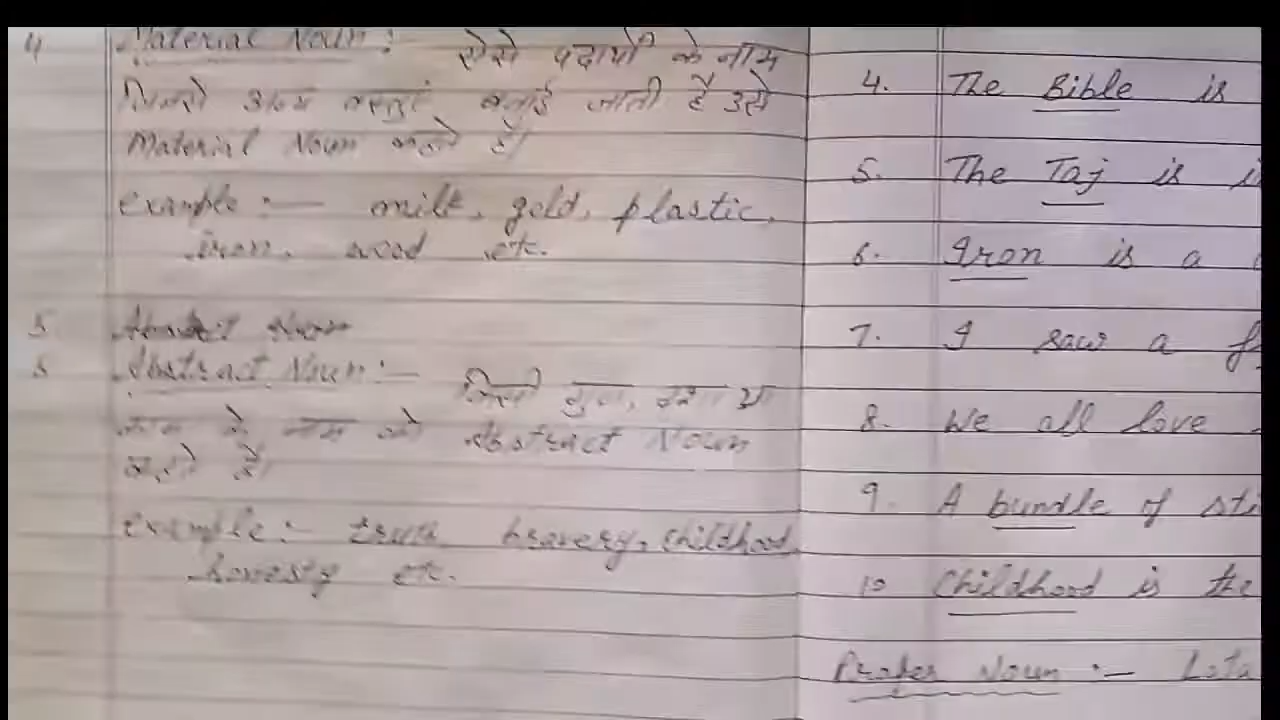 4 Material Noun :- ऐसे पदार्थों के नाम
जिनसे अन्य वस्तुएं बनाई जाती है उसे
Material Noun कहते है।
example :— milk, gold, plastic,
iron, wood etc.
5
5 Abstract Noun :— किसी गुण, दशा या
काम के नाम को Abstract Noun
कहते है।
example :- truth, bravery, childhood,
honesty etc.
4. The Bible is
5. The Taj is
6. Iron is a
7. I saw a
8. We all love
9. A bundle of sti
10 Childhood is the
Proper Noun :— Lata